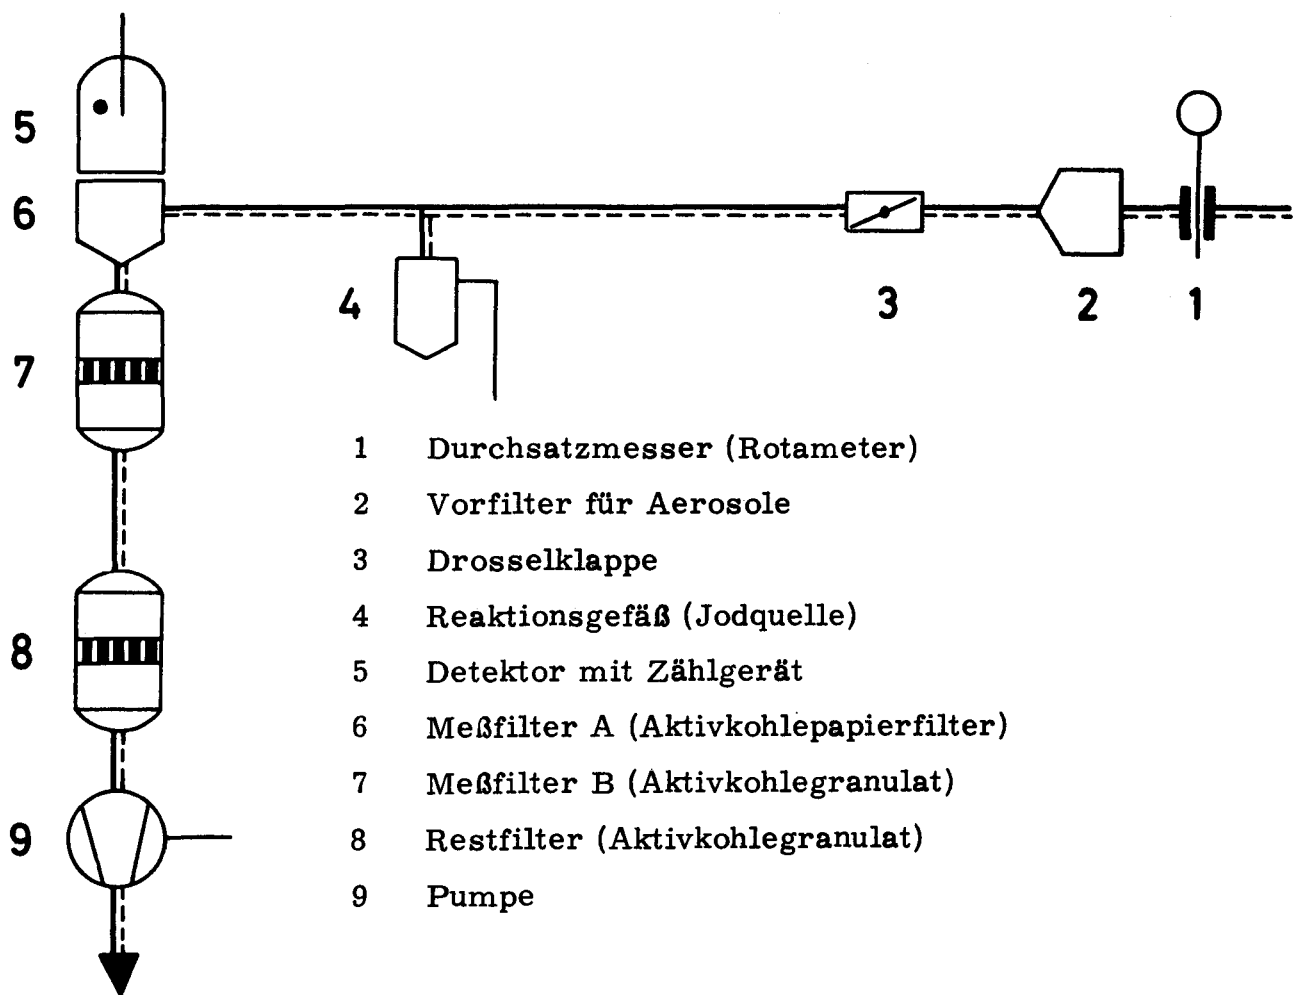 5
6
4
3
2
1
7
8
9
1 Durchsatzmesser (Rotameter)
2 Vorfilter für Aerosole
3 Drosselklappe
4 Reaktionsgefäß (Jodquelle)
5 Detektor mit Zählgerät
6 Meßfilter A (Aktivkohlepapierfilter)
7 Meßfilter B (Aktivkohlegranulat)
8 Restfilter (Aktivkohlegranulat)
9 Pumpe